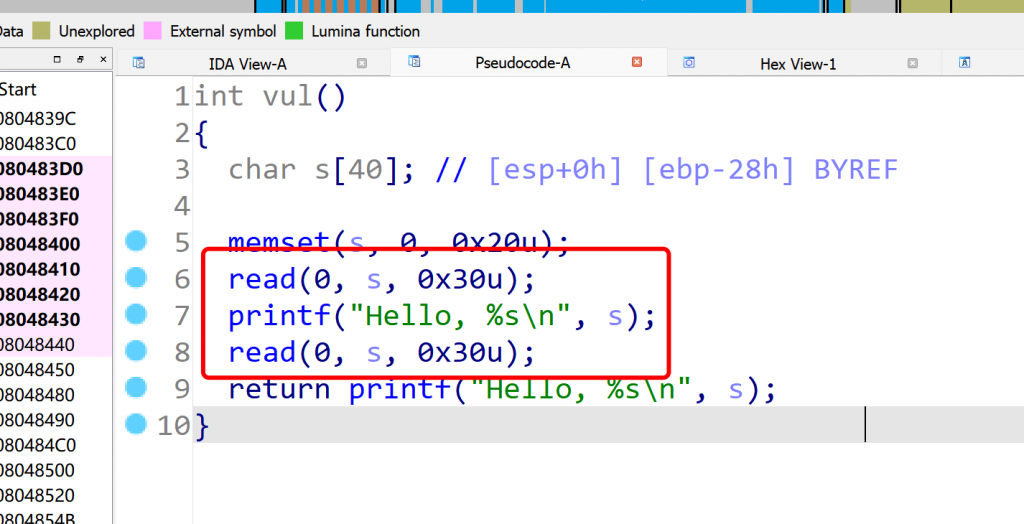 Data Unexplored External symbol Lumina function
IDA View-A Pseudocode-A Hex View-1
Start
0804839C
080483C0
080483D0
080483E0
080483F0
08048400
08048410
08048420
08048430
08048440
08048450
08048480
08048490
080484C0
08048500
08048520
0804854B
1 int vul()
2 {
3 char s[40]; // [esp+0h] [ebp-28h] BYREF
4
5 memset(s, 0, 0x20u);
6 read(0, s, 0x30u);
7 printf("Hello, %s\n", s);
8 read(0, s, 0x30u);
9 return printf("Hello, %s\n", s);
10 }